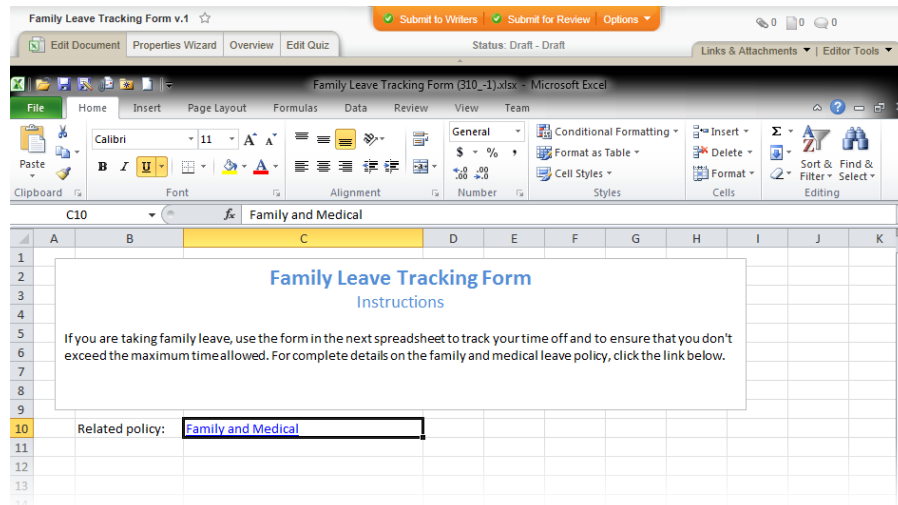 Family Leave Tracking Form v.1
Submit to Writers Submit for Review Options
0 0 0
Edit Document Properties Wizard Overview Edit Quiz
Status: Draft - Draft
Links & Attachments | Editor Tools
Family Leave Tracking Form (310_-1).xlsx - Microsoft Excel
File Home Insert Page Layout Formulas Data Review View Team
Paste
Calibri 11
B I U A A A
General
$ % ,
.00 .00
Conditional Formatting
Format as Table
Cell Styles
Insert
Delete
Format
Σ
Sort & Filter
Find & Select
Clipboard Font Alignment Number Styles Cells Editing
C10 fx Family and Medical
A B C D E F G H I J K
1
2
3
4
5
6
7
8
9
10
11
12
13
14
Family Leave Tracking Form
Instructions
If you are taking family leave, use the form in the next spreadsheet to track your time off and to ensure that you don't
exceed the maximum time allowed. For complete details on the family and medical leave policy, click the link below.
Related policy: Family and Medical